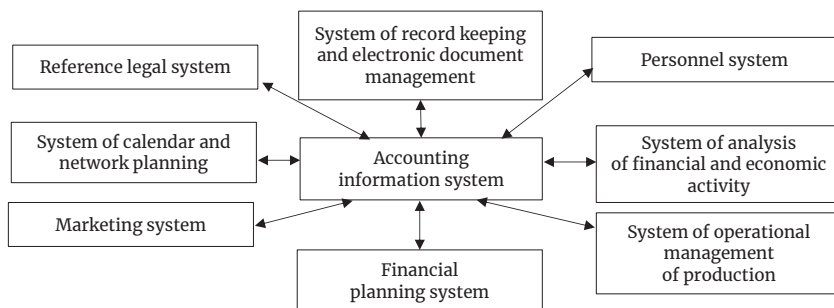 System of record keeping
and electronic document
management
Reference legal system
Personnel system
System of calendar and
network planning
Accounting
information system
System of analysis
of financial and economic
activity
Marketing system
System of operational
management
of production
Financial
planning system